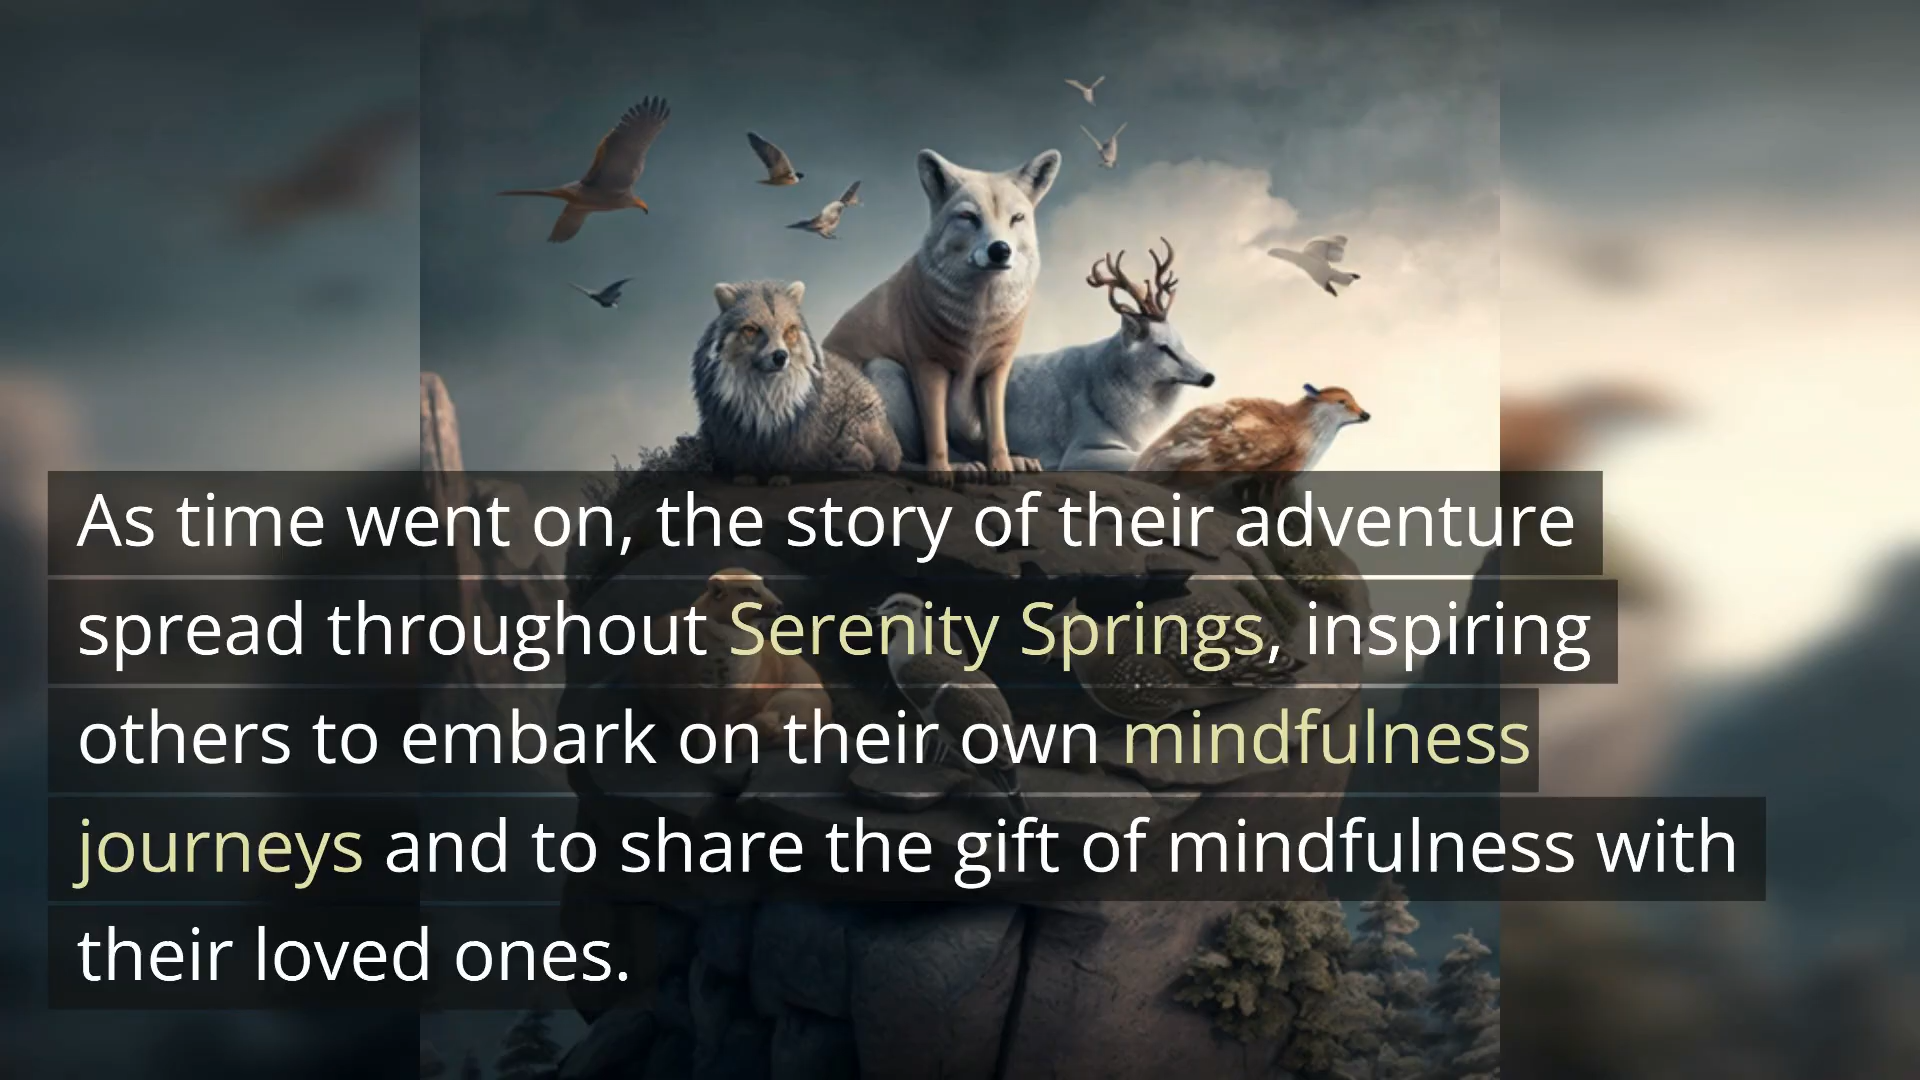 As time went on, the story of their adventure
spread throughout Serenity Springs, inspiring
others to embark on their own mindfulness
journeys and to share the gift of mindfulness with
their loved ones.